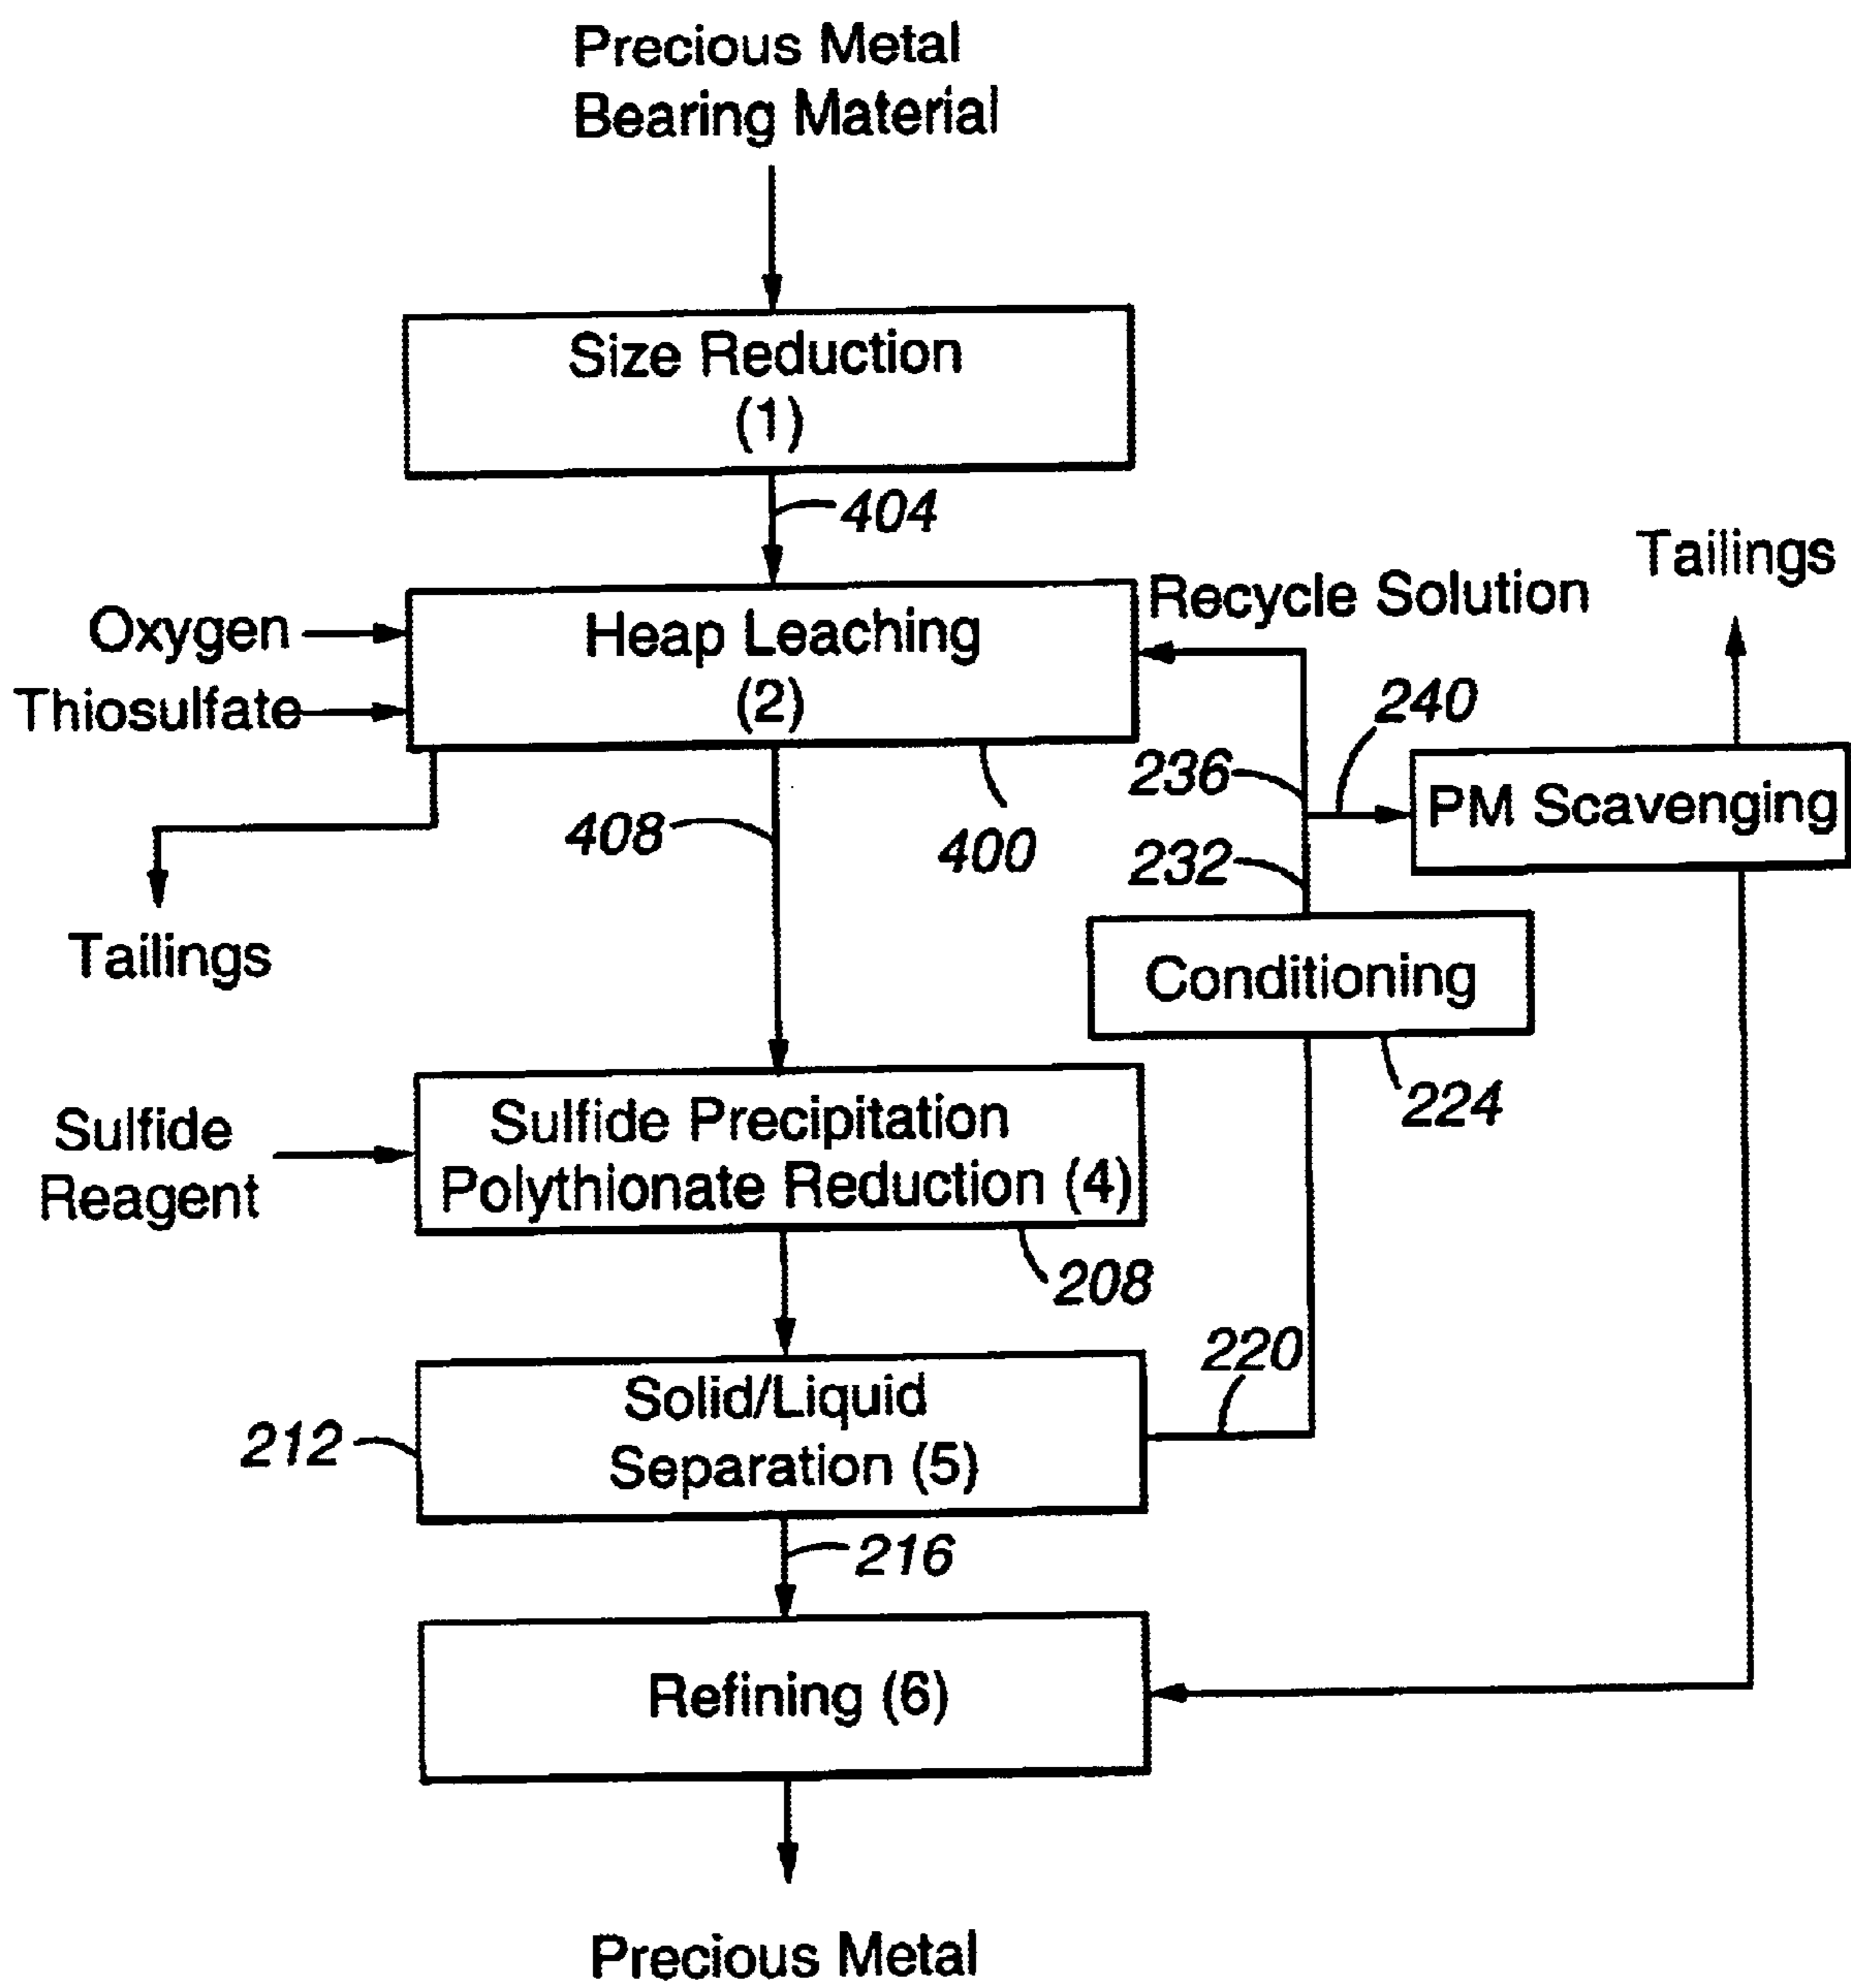 Precious Metal
Bearing Material
Size Reduction
(1)
404
Tailings
Recycle Solution
Oxygen
Heap Leaching
Thiosulfate
(2)
240
236
PM Scavenging
408
400
232
Tailings
Conditioning
224
Sulfide
Reagent
Sulfide Precipitation
Polythionate Reduction (4)
208
220
Solid/Liquid
Separation (5)
212
216
Refining (6)
Precious Metal